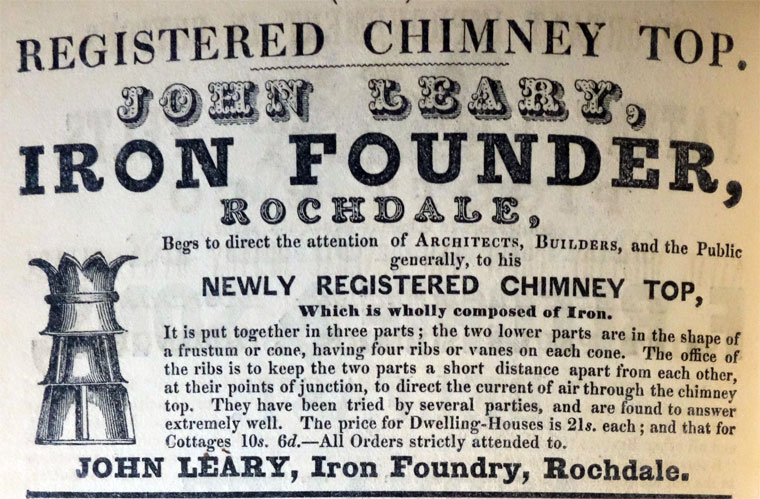 REGISTERED CHIMNEY TOP.
JOHN LEARY,
IRON FOUNDER,
ROCHDALE,
Begs to direct the attention of ARCHITECTS, BUILDERS, and the Public
generally, to his
NEWLY REGISTERED CHIMNEY TOP,
Which is wholly composed of Iron.
It is put together in three parts; the two lower parts are in the shape of
a frustum or cone, having four ribs or vanes on each cone. The office of
the ribs is to keep the two parts a short distance apart from each other,
at their points of junction, to direct the current of air through the chimney
top. They have been tried by several parties, and are found to answer
extremely well. The price for Dwelling-Houses is 21s. each; and that for
Cottages 10s. 6d.—All Orders strictly attended to.
JOHN LEARY, Iron Foundry, Rochdale.